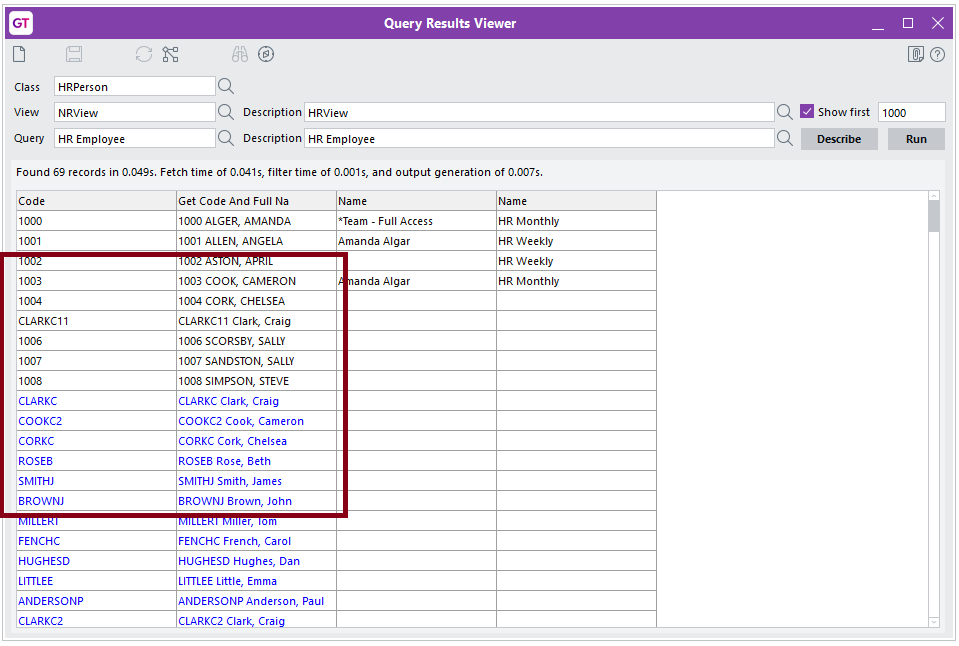 GT Query Results Viewer
Class HRPerson
View NRView Description HRView Show first 1000
Query HR Employee Description HR Employee Describe Run
Found 69 records in 0.049s. Fetch time of 0.041s, filter time of 0.001s, and output generation of 0.007s.
Code Get Code And Full Na Name Name
1000 1000 ALGER, AMANDA *Team - Full Access HR Monthly
1001 1001 ALLEN, ANGELA Amanda Algar HR Weekly
1002 1002 ASTON, APRIL HR Weekly
1003 1003 COOK, CAMERON Amanda Algar HR Monthly
1004 1004 CORK, CHELSEA
CLARKC11 CLARKC11 Clark, Craig
1006 1006 SCORSBY, SALLY
1007 1007 SANDSTON, SALLY
1008 1008 SIMPSON, STEVE
CLARKC CLARKC Clark, Craig
COOKC2 COOKC2 Cook, Cameron
CORKC CORKC Cork, Chelsea
ROSEB ROSEB Rose, Beth
SMITHJ SMITHJ Smith, James
BROWNJ BROWNJ Brown, John
MILLERT MILLERT Miller, Tom
FENCHC FENCHC French, Carol
HUGHESD HUGHESD Hughes, Dan
LITTLEE LITTLEE Little, Emma
ANDERSONP ANDERSONP Anderson, Paul
CLARKC2 CLARKC2 Clark, Craig